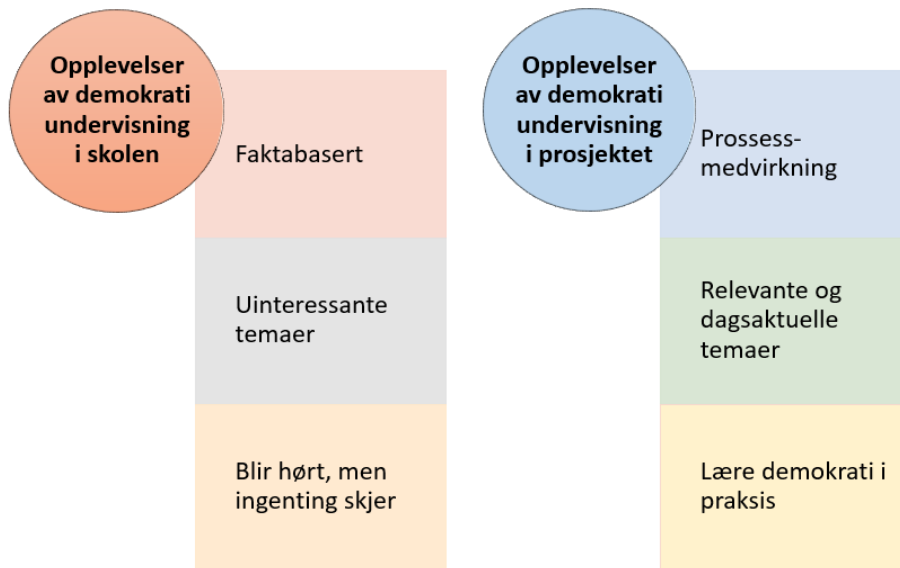 Opplevelser
av demokrati
undervisning
i skolen
Faktabasert
Uinteressante
temaer
Blir hørt, men
ingenting skjer
Opplevelser
av demokrati
undervisning
i prosjektet
Prossess-
medvirkning
Relevante og
dagsaktuelle
temaer
Lære demokrati i
praksis